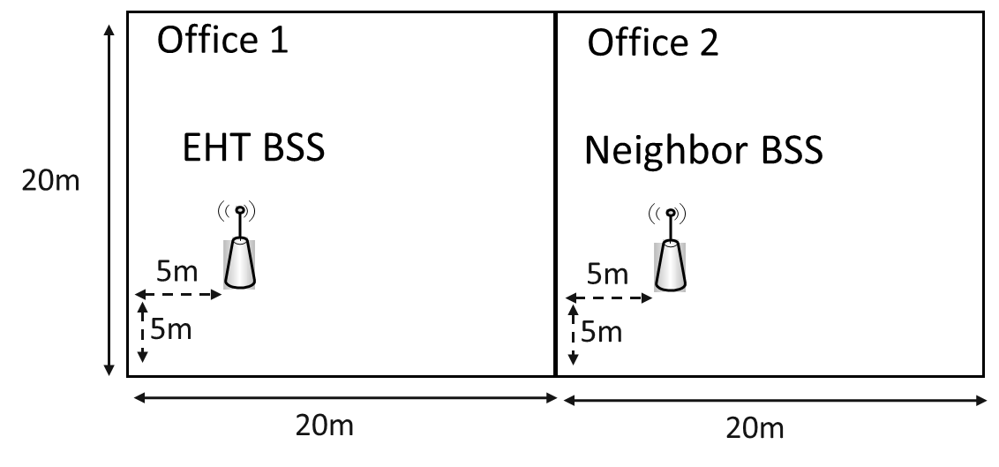 Office 1
Office 2
EHT BSS
Neighbor BSS
20m
5m
5m
5m
5m
20m
20m